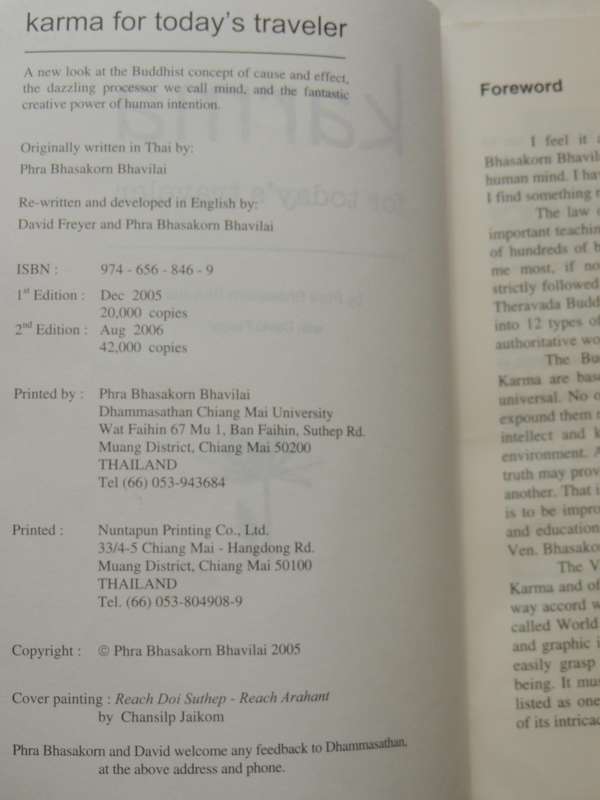 karma for today's traveler
A new look at the Buddhist concept of cause and effect,
the dazzling processor we call mind, and the fantastic
creative power of human intention.
Originally written in Thai by:
Phra Bhasakorn Bhavilai
Re-written and developed in English by:
David Freyer and Phra Bhasakorn Bhavilai
ISBN : 974 - 656 - 846 - 9
1st Edition : Dec 2005
20,000 copies
2nd Edition : Aug 2006
42,000 copies
Printed by : Phra Bhasakorn Bhavilai
Dhammasathan Chiang Mai University
Wat Faihin 67 Mu 1, Ban Faihin, Suthep Rd.
Muang District, Chiang Mai 50200
THAILAND
Tel (66) 053-943684
Printed : Nuntapun Printing Co., Ltd.
33/4-5 Chiang Mai - Hangdong Rd.
Muang District, Chiang Mai 50100
THAILAND
Tel. (66) 053-804908-9
Copyright : © Phra Bhasakorn Bhavilai 2005
Cover painting : Reach Doi Suthep - Reach Arahant
by Chansilp Jaikom
Phra Bhasakorn and David welcome any feedback to Dhammasathan,
at the above address and phone.
Foreword
I feel it
Bhasakorn Bhavil
human mind. I ha
I find something
The law
important teachin
of hundreds of
me most, if no
strictly followed
Theravada Budd
into 12 types of
authoritative wo
The Bu
Karma are bas
universal. No
expound them
intellect and k
environment. A
truth may prov
another. That i
is to be impro
and education
Ven. Bhasako
The V
Karma and of
way accord w
called World
and graphic i
easily grasp
being. It mus
listed as one
of its intrica